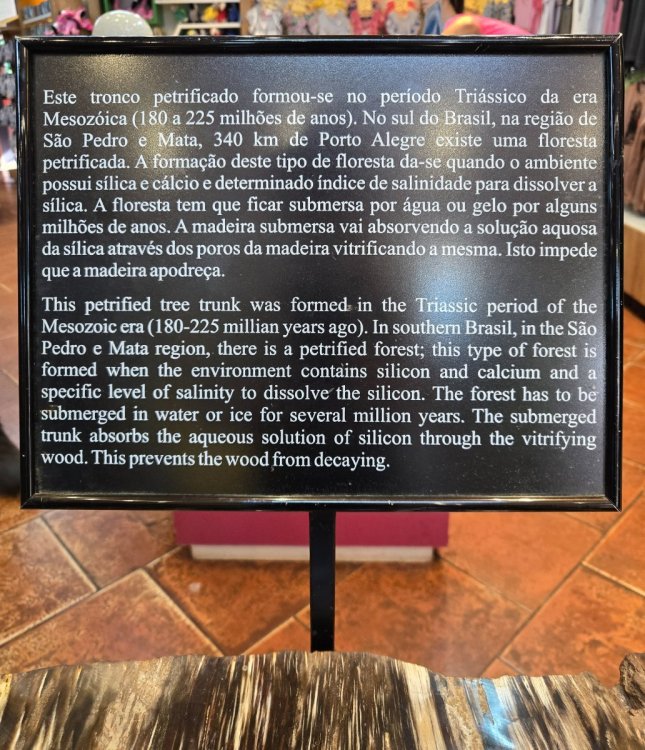 Este tronco petrificado formou-se no período Triássico da era
Mesozóica (180 a 225 milhões de anos). No sul do Brasil, na região de
São Pedro e Mata, 340 km de Porto Alegre existe uma floresta
petrificada. A formação deste tipo de floresta da-se quando o ambiente
possui sílica e cálcio e determinado índice de salinidade para dissolver a
sílica. A floresta tem que ficar submersa por água ou gelo por alguns
milhões de anos. A madeira submersa vai absorvendo a solução aquosa
da sílica através dos poros da madeira vitrificando a mesma. Isto impede
que a madeira apodreça.
This petrified tree trunk was formed in the Triassic period of the
Mesozoic era (180-225 millian years ago). In southern Brasil, in the São
Pedro e Mata region, there is a petrified forest; this type of forest is
formed when the environment contains silicon and calcium and a
specific level of salinity to dissolve the silicon. The forest has to be
submerged in water or ice for several million years. The submerged
trunk absorbs the aqueous solution of silicon through the vitrifying
wood. This prevents the wood from decaying.